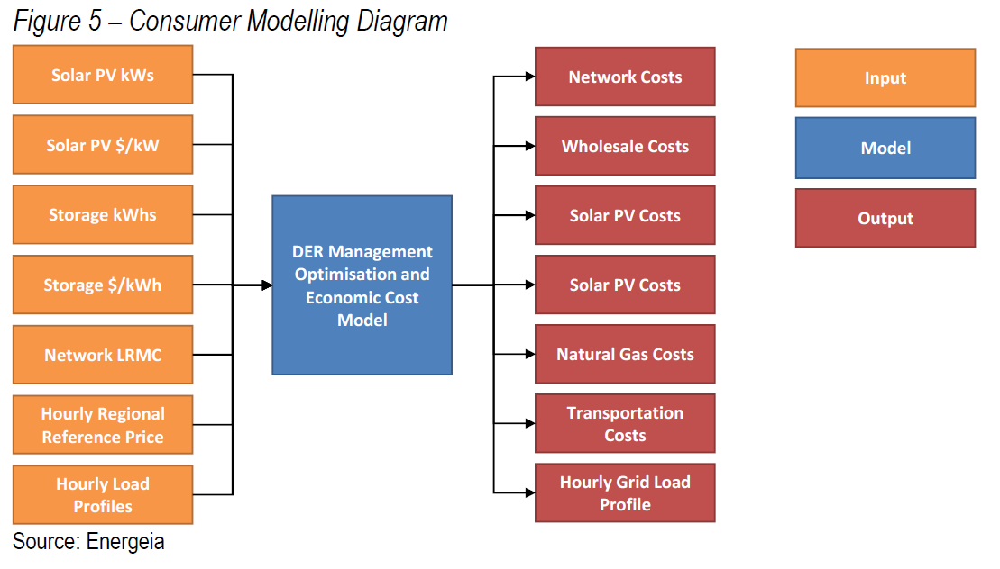 Figure 5 – Consumer Modelling Diagram
Solar PV kWs
Solar PV $/kW
Storage kWhs
Storage $/kWh
Network LRMC
Hourly Regional
Reference Price
Hourly Load
Profiles
DER Management
Optimisation and
Economic Cost
Model
Network Costs
Wholesale Costs
Solar PV Costs
Solar PV Costs
Natural Gas Costs
Transportation
Costs
Hourly Grid Load
Profile
Input
Model
Output
Source: Energeia